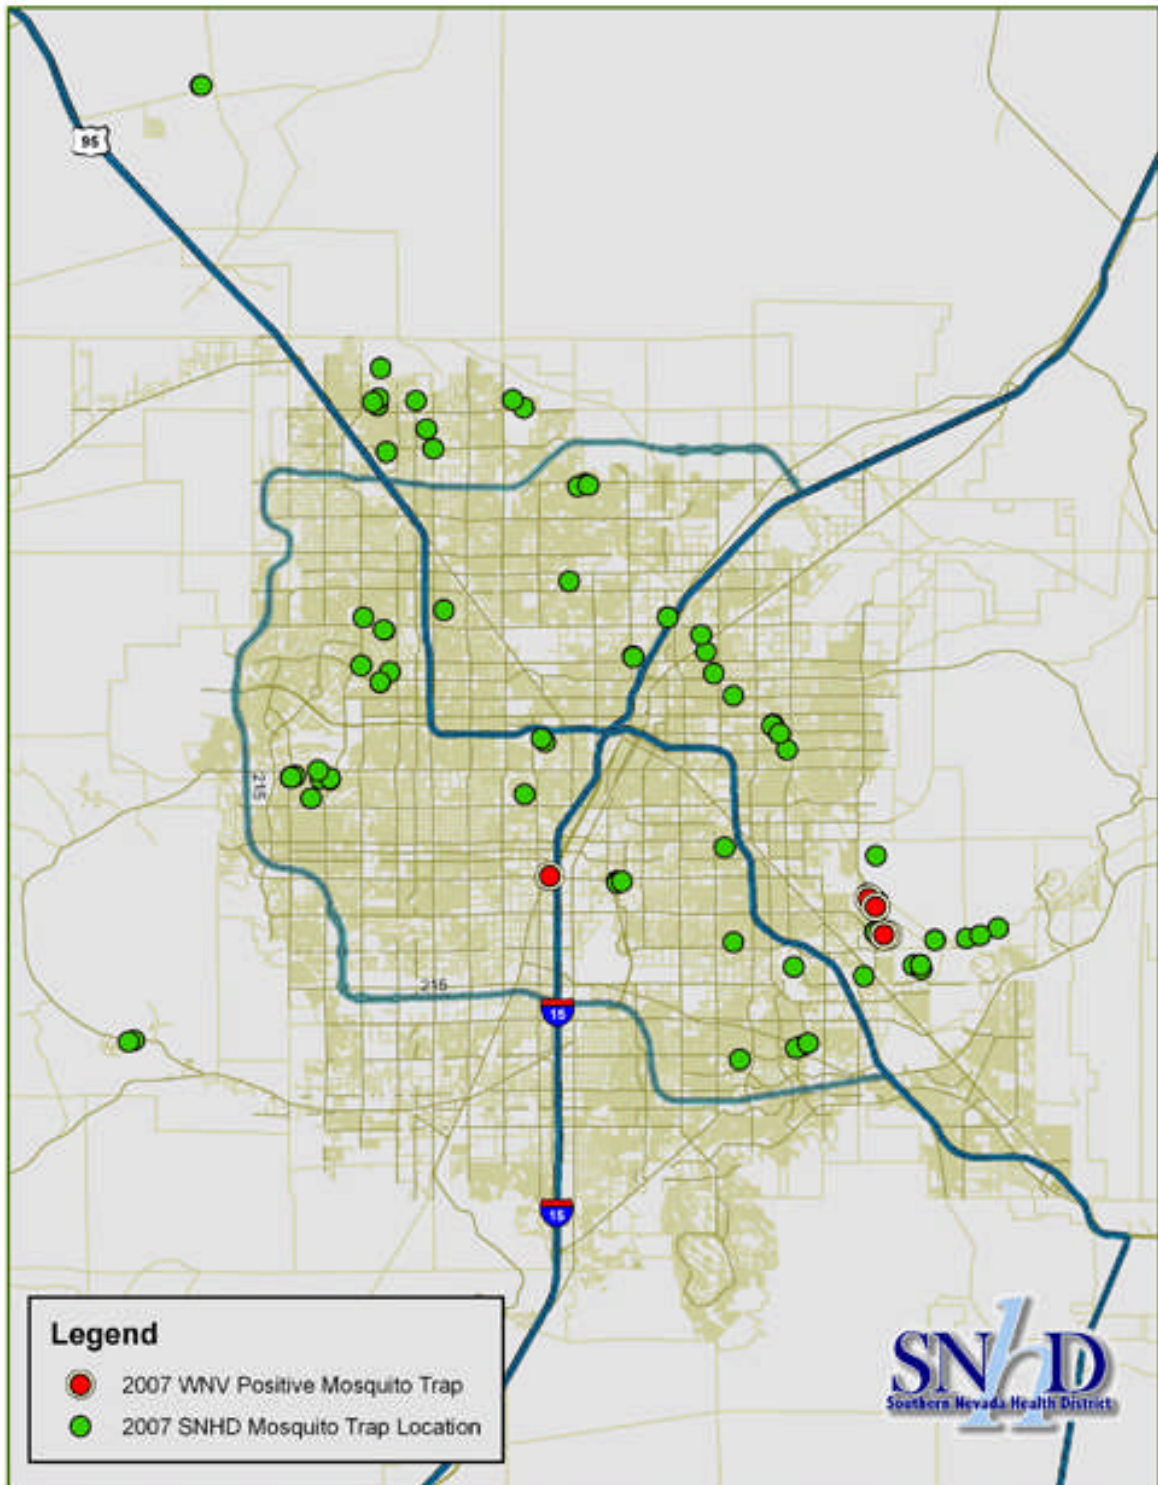 95
215
215
15
15
Legend
2007 WNV Positive Mosquito Trap
2007 SNHD Mosquito Trap Location
SNhD
Southern Nevada Health District